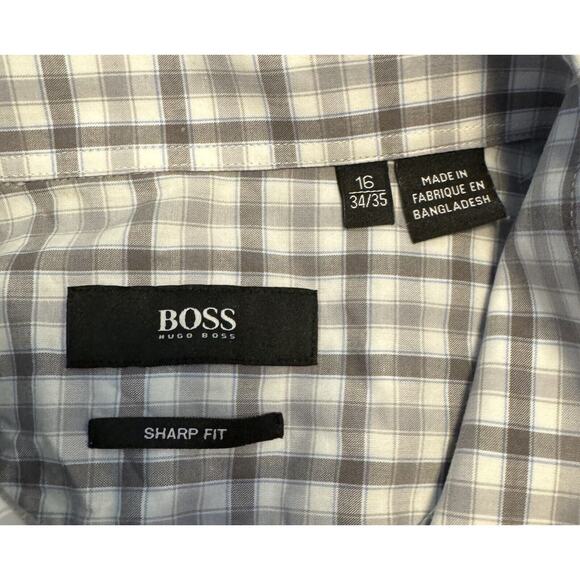 16
34/35
MADE IN
FABRIQUE EN
BANGLADESH
BOSS
HUGO BOSS
SHARP FIT